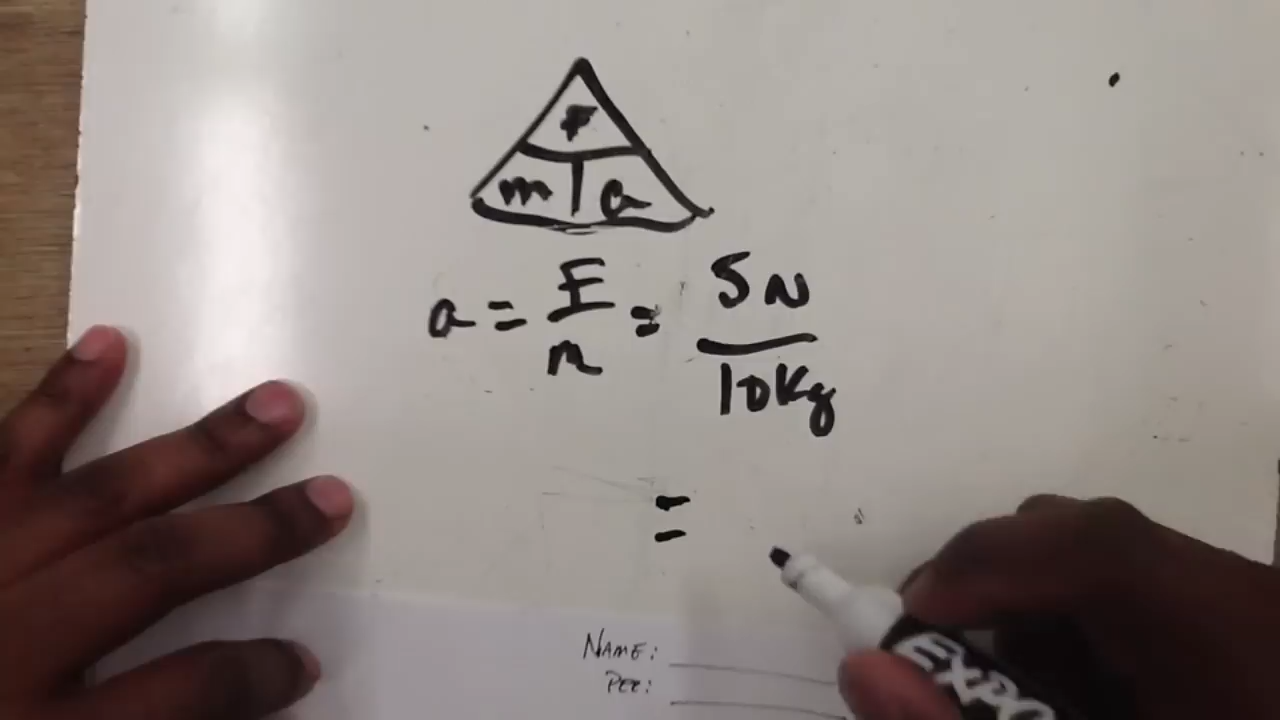 F
m a
a = F/m = 5N/10Kg
=
NAME:
PER:
EXPO